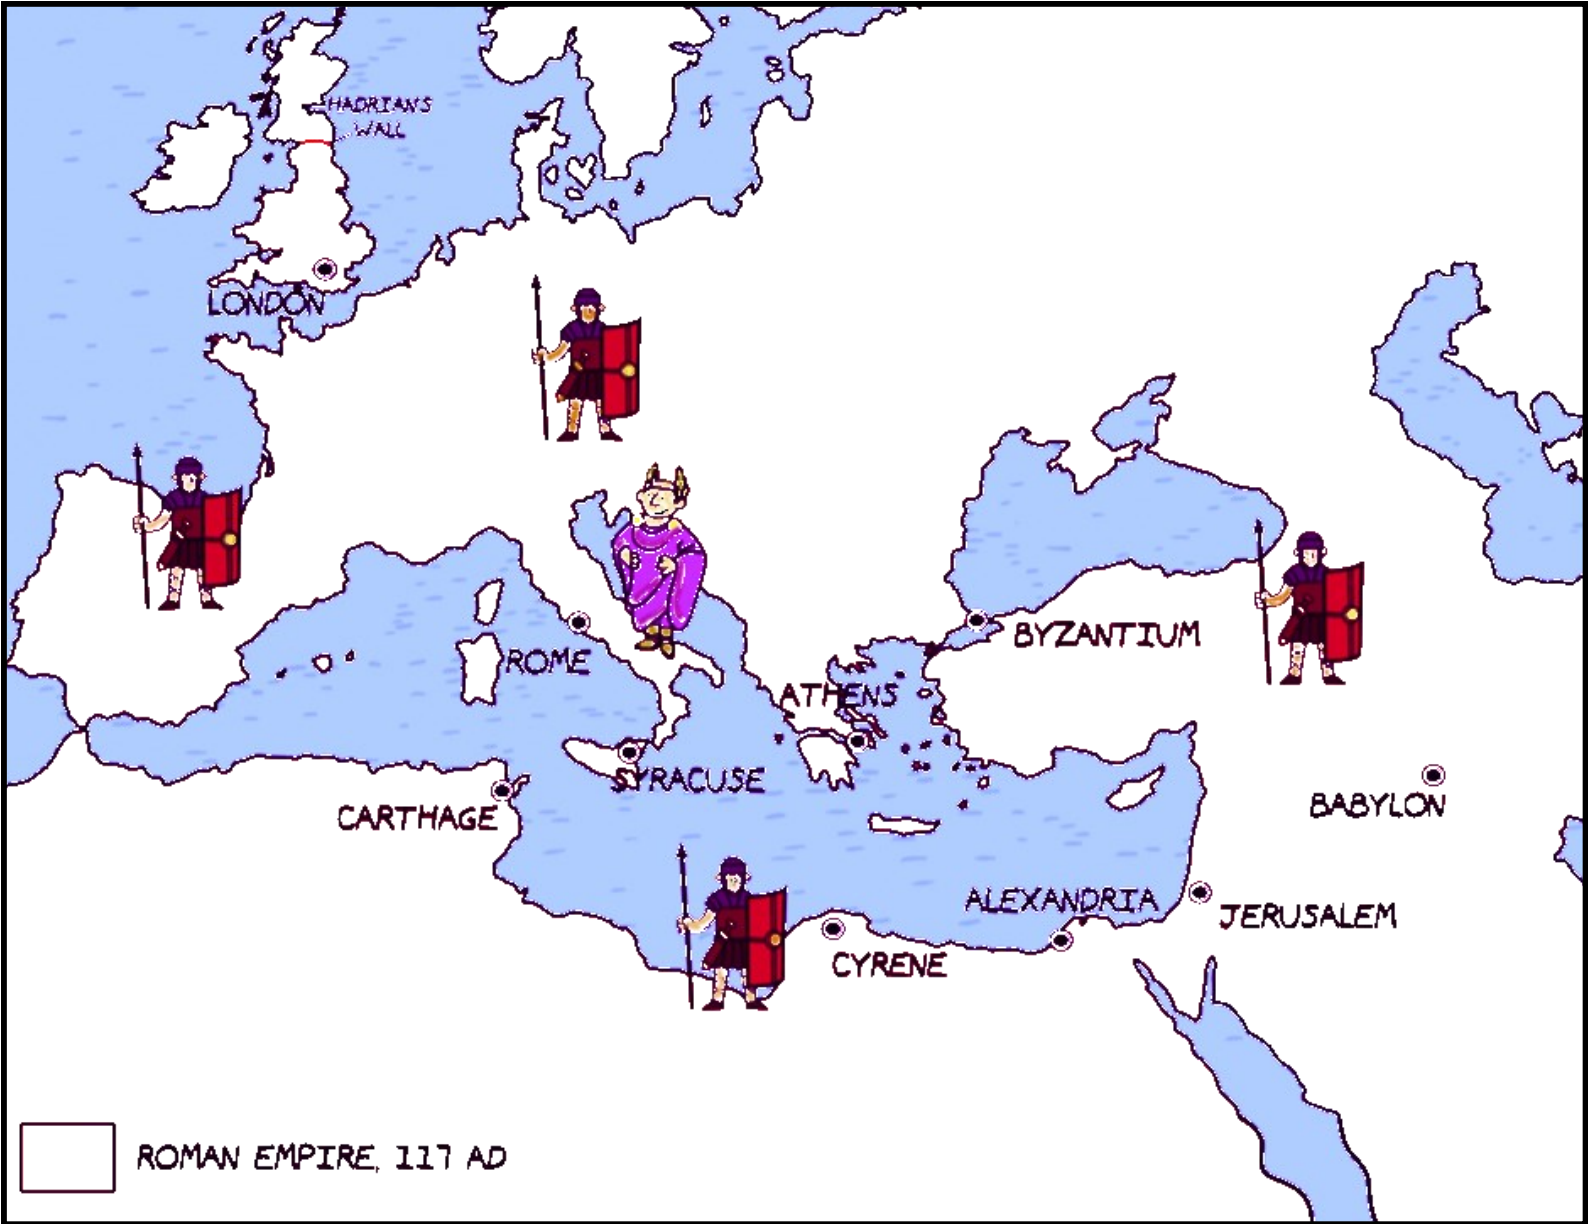 HADRIAN'S
WALL
LONDON
ROME
BYZANTIUM
ATHENS
SYRACUSE
CARTHAGE
BABYLON
ALEXANDRIA
JERUSALEM
CYRENE
ROMAN EMPIRE, 117 AD